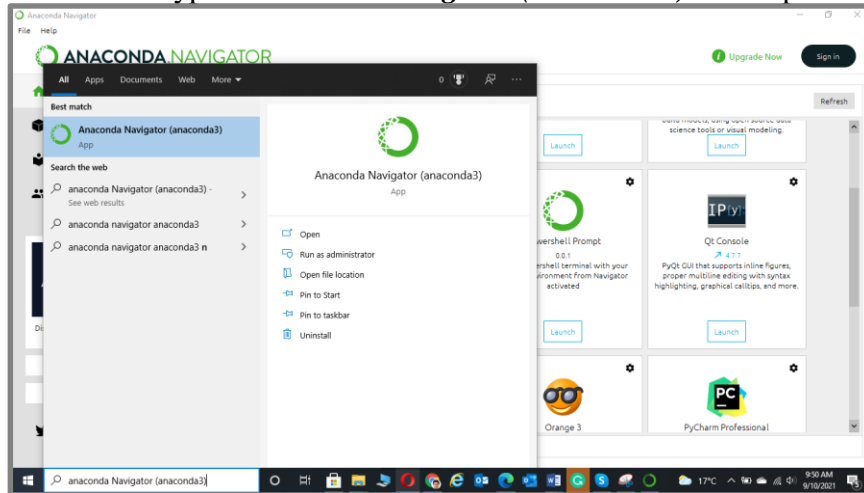 Anaconda Navigator
File Help
ANACONDA.NAVIGATOR
Upgrade Now
Sign in
All Apps Documents Web More
0
Refresh
Best match
Anaconda Navigator (anaconda3)
App
Search the web
anaconda Navigator (anaconda3) -
See web results
anaconda navigator anaconda3
anaconda navigator anaconda3 n
Anaconda Navigator (anaconda3)
App
Open
Run as administrator
Open file location
Pin to Start
Pin to taskbar
Uninstall
science tools or visual modeling.
Launch
Launch
wershell Prompt
0.0.1
ershell terminal with your
vironment from Navigator
activated
Launch
IP[y]:
Qt Console
4.7.7
PyQt GUI that supports inline figures,
proper multiline editing with syntax
highlighting, graphical calltips, and more.
Launch
Orange 3
PC
PyCharm Professional
anaconda Navigator (anaconda3)
17°C
9:50 AM
9/10/2021